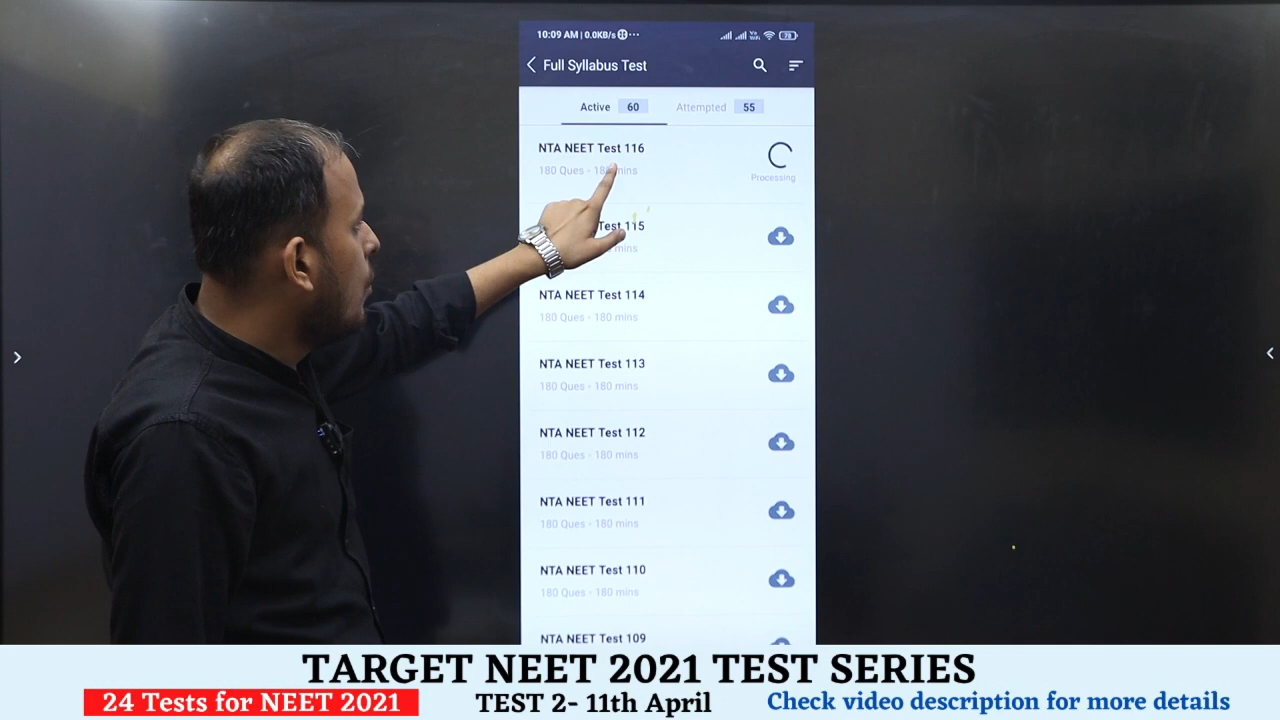 10:09 AM | 0.0KB/s
78
Full Syllabus Test
Active 60 Attempted 55
NTA NEET Test 116
180 Ques - 18 mins
Processing
Test 115
mins
NTA NEET Test 114
180 Ques - 180 mins
NTA NEET Test 113
180 Ques - 180 mins
NTA NEET Test 112
180 Ques - 180 mins
NTA NEET Test 111
180 Ques - 180 mins
NTA NEET Test 110
180 Ques - 180 mins
NTA NEET Test 109
TARGET NEET 2021 TEST SERIES
24 Tests for NEET 2021
TEST 2- 11th April
Check video description for more details